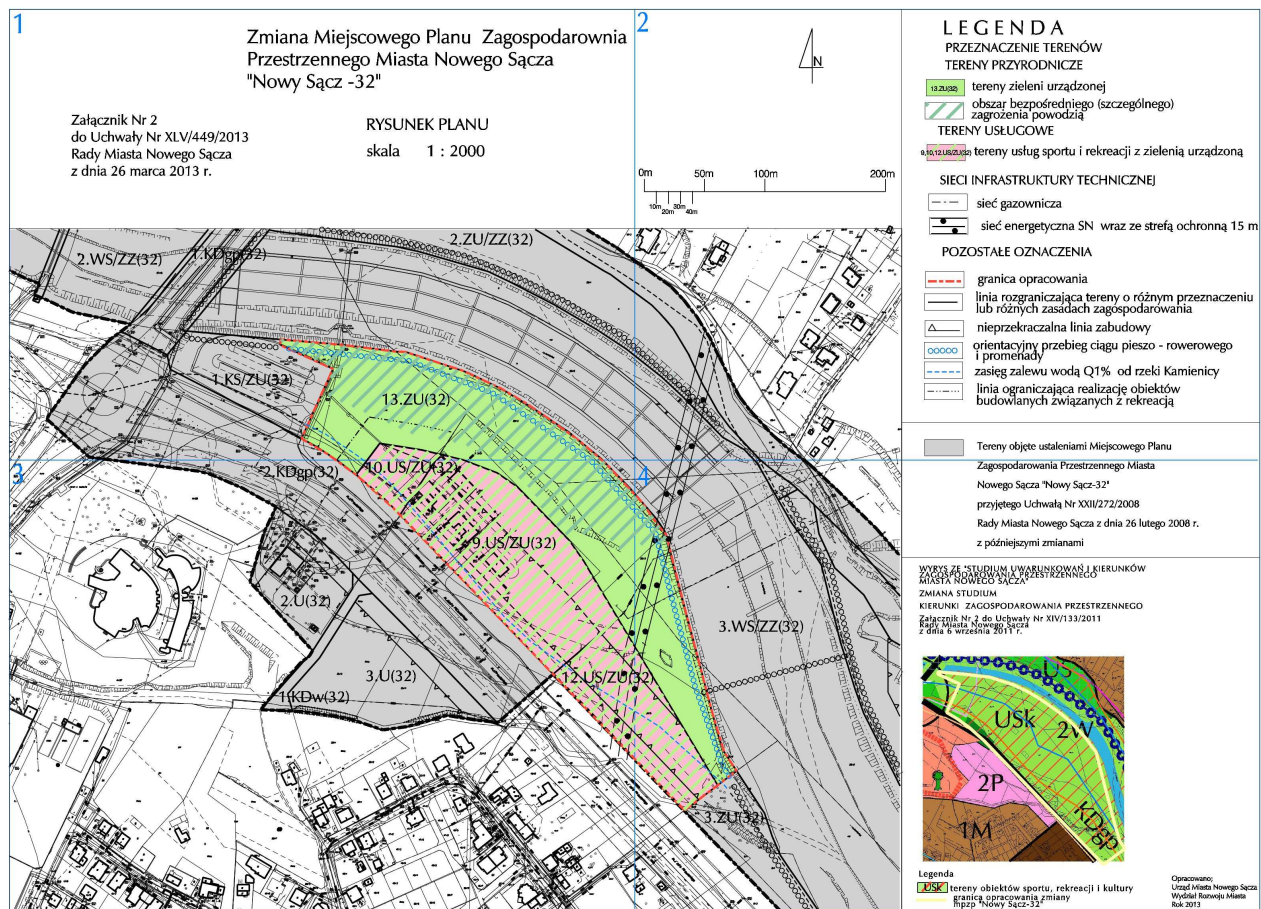 1
2
Zmiana Miejscowego Planu Zagospodarownia
Przestrzennego Miasta Nowego Sącza
"Nowy Sącz -32"
Załącznik Nr 2
do Uchwały Nr XLV/449/2013
Rady Miasta Nowego Sącza
z dnia 26 marca 2013 r.
RYSUNEK PLANU
skala 1 : 2000
N
0m 50m 100m 200m
10m 30m
20m 40m
2.WS/ZZ(32)
1.KDgp(32)
2.ZU/ZZ(32)
1.KS/ZU(32)
13.ZU(32)
3
2.KDgp(32)
10.US/ZU(32)
4
9.US/ZU(32)
2.U(32)
3.WS/ZZ(32)
3.U(32)
12.US/ZU(32)
1.KDw(32)
3.ZU(32)
LEGENDA
PRZEZNACZENIE TERENÓW
TERENY PRZYRODNICZE
13.ZU(32) tereny zieleni urządzonej
obszar bezpośredniego (szczególnego)
zagrożenia powodzią
TERENY USŁUGOWE
9,10,12.US/ZU(32) tereny usług sportu i rekreacji z zielenią urządzoną
SIECI INFRASTRUKTURY TECHNICZNEJ
sieć gazownicza
sieć energetyczna SN wraz ze strefą ochronną 15 m
POZOSTAŁE OZNACZENIA
granica opracowania
linia rozgraniczająca tereny o różnym przeznaczeniu
lub różnych zasadach zagospodarowania
nieprzekraczalna linia zabudowy
orientacyjny przebieg ciągu pieszo - rowerowego
i promenady
zasięg zalewu wodą Q1% od rzeki Kamienicy
linia ograniczająca realizację obiektów
budowlanych związanych z rekreacją
Tereny objęte ustaleniami Miejscowego Planu
Zagospodarowania Przestrzennego Miasta
Nowego Sącza "Nowy Sącz-32"
przyjętego Uchwałą Nr XXII/272/2008
Rady Miasta Nowego Sącza z dnia 26 lutego 2008 r.
z późniejszymi zmianami
WYRYS ZE "STUDIUM UWARUNKOWAŃ I KIERUNKÓW
ZAGOSPODAROWANIA PRZESTRZENNEGO
MIASTA NOWEGO SĄCZA"
ZMIANA STUDIUM
KIERUNKI ZAGOSPODAROWANIA PRZESTRZENNEGO
Załącznik Nr 2 do Uchwały Nr XIV/133/2011
Rady Miasta Nowego Sącza
z dnia 6 września 2011 r.
US
USk
2W
2P
KDgp
1M
Legenda
USk tereny obiektów sportu, rekreacji i kultury
granica opracowania zmiany
mpzp "Nowy Sącz-32"
Opracowano;
Urząd Miasta Nowego Sącza
Wydział Rozwoju Miasta
Rok 2013